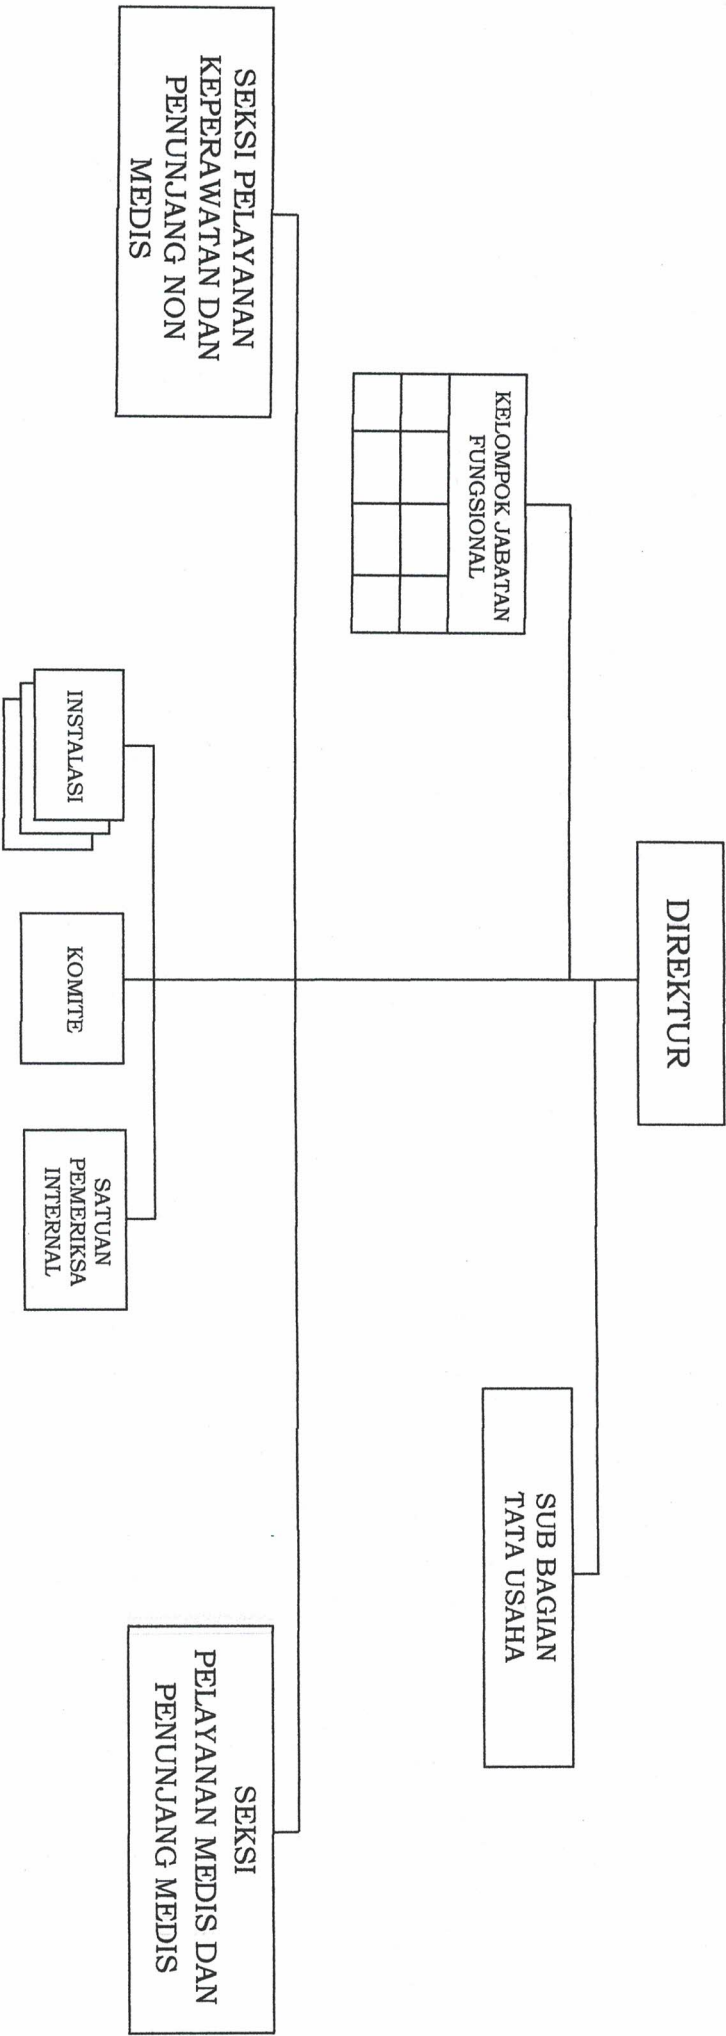 DIREKTUR
KELOMPOK JABATAN
FUNGSIONAL
SUB BAGIAN
TATA USAHA
SEKSI PELAYANAN
KEPERAWATAN DAN
PENUNJANG NON
MEDIS
SEKSI
PELAYANAN MEDIS DAN
PENUNJANG MEDIS
INSTALASI
KOMITE
SATUAN
PEMERIKSA
INTERNAL